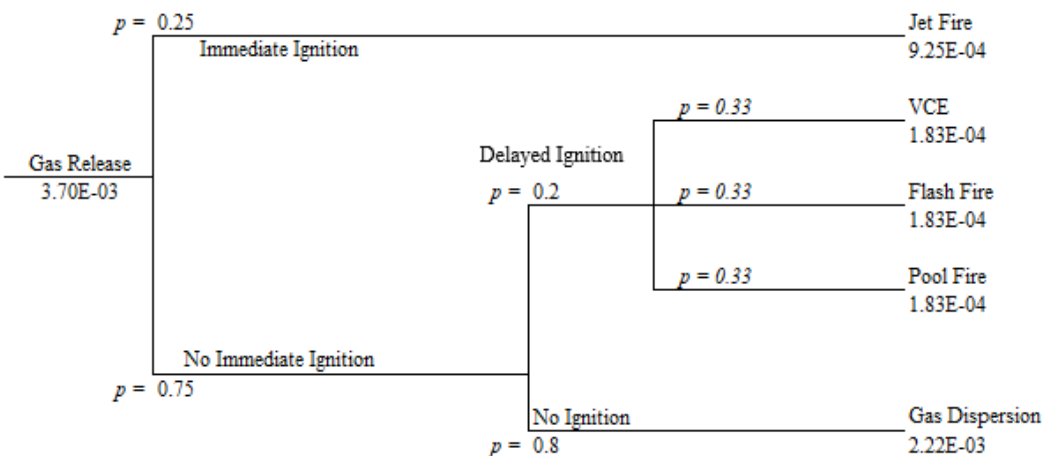 p = 0.25
Immediate Ignition
Jet Fire
9.25E-04
p = 0.33
VCE
1.83E-04
Gas Release
3.70E-03
Delayed Ignition
p = 0.2
p = 0.33
Flash Fire
1.83E-04
p = 0.33
Pool Fire
1.83E-04
No Immediate Ignition
p = 0.75
No Ignition
p = 0.8
Gas Dispersion
2.22E-03